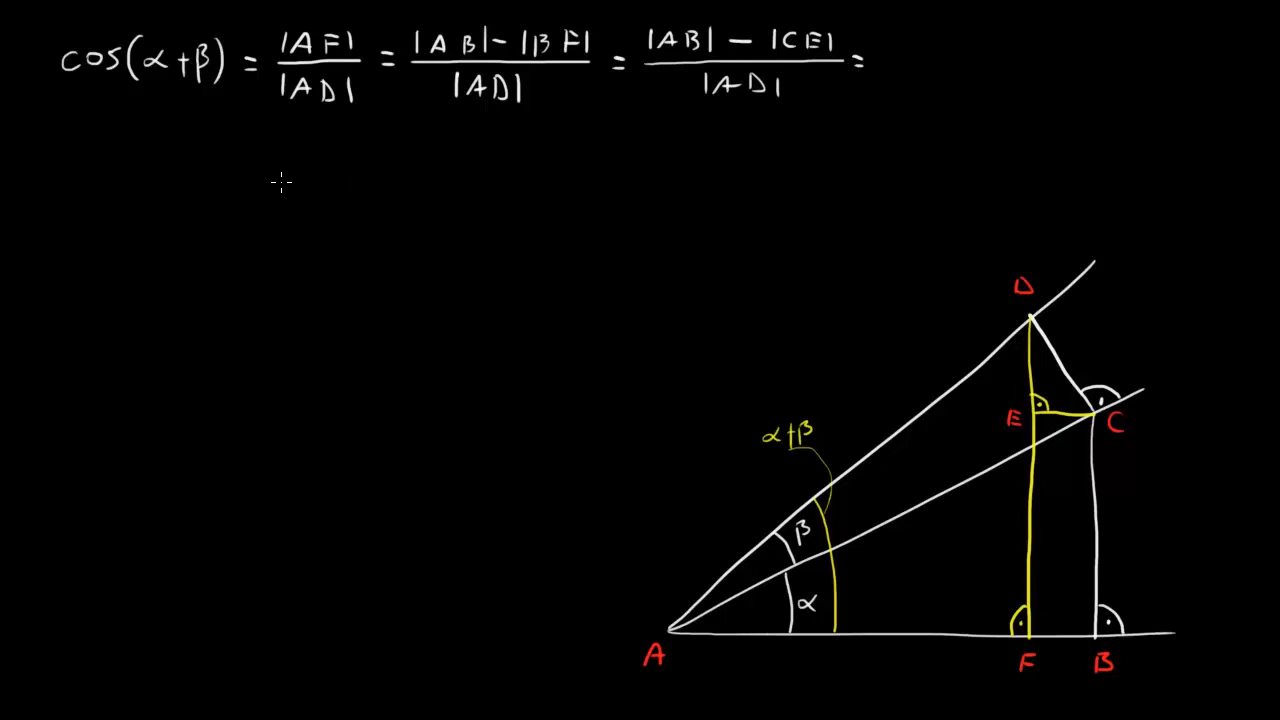 cos(α+β) = |AF|/|AD| = |AB|-|BF|/|AD| = |AB| - |CE|/|AD| =
D
E
C
α+β
β
α
A
F
B